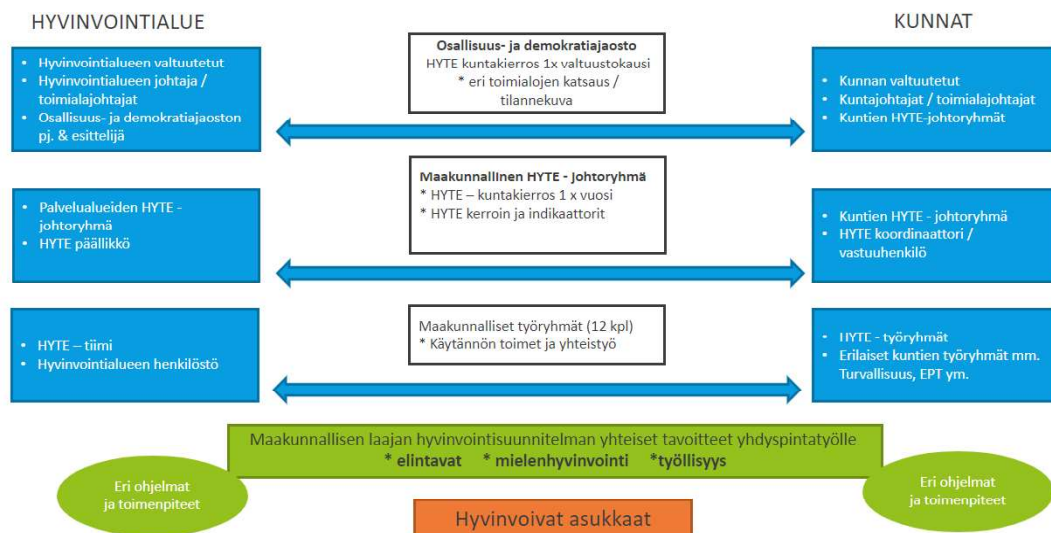 HYVINVOINTIALUE
KUNNAT
• Hyvinvointialueen valtuutetut
• Hyvinvointialueen johtaja /
toimialajohtajat
• Osallisuus- ja demokratiajaoston
pj. & esittelijä
Osallisuus- ja demokratiajaosto
HYTE kuntakierros 1x valtuustokausi
* eri toimialojen katsaus /
tilannekuva
• Kunnan valtuutetut
• Kuntajohtajat / toimialajohtajat
• Kuntien HYTE-johtoryhmät
• Palvelualueiden HYTE -
johtoryhmä
• HYTE päällikkö
Maakunnallinen HYTE - johtoryhmä
* HYTE – kuntakierros 1 x vuosi
* HYTE kerroin ja indikaattorit
• Kuntien HYTE - johtoryhmä
• HYTE koordinaattori /
vastuuhenkilö
• HYTE – tiimi
• Hyvinvointialueen henkilöstö
Maakunnalliset työryhmät (12 kpl)
* Käytännön toimet ja yhteistyö
• HYTE - työryhmät
• Erilaiset kuntien työryhmät mm.
Turvallisuus, EPT ym.
Maakunnallisen laajan hyvinvointisuunnitelman yhteiset tavoitteet yhdyspintatyölle
* elintavat * mielenhyvinvointi *työllisyys
Eri ohjelmat
ja toimenpiteet
Eri ohjelmat
ja toimenpiteet
Hyvinvoivat asukkaat